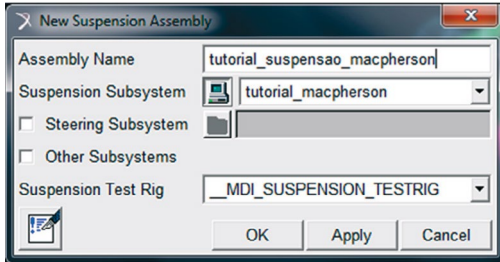 New Suspension Assembly
Assembly Name tutorial_suspensao_macpherson
Suspension Subsystem tutorial_macpherson
Steering Subsystem
Other Subsystems
Suspension Test Rig __MDI_SUSPENSION_TESTRIG
OK Apply Cancel